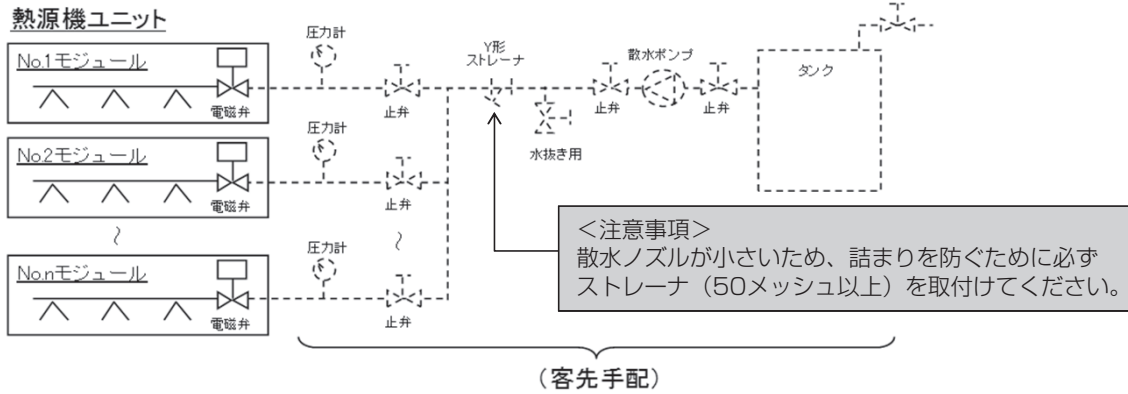 熱源機ユニット
No.1モジュール
電磁弁
圧力計
止弁
Y形
ストレーナ
水抜き用
止弁
散水ポンプ
止弁
タンク
No.2モジュール
電磁弁
圧力計
止弁
No.nモジュール
電磁弁
圧力計
止弁
＜注意事項＞
散水ノズルが小さいため、詰まりを防ぐために必ず
ストレーナ（50メッシュ以上）を取付けてください。
（客先手配）